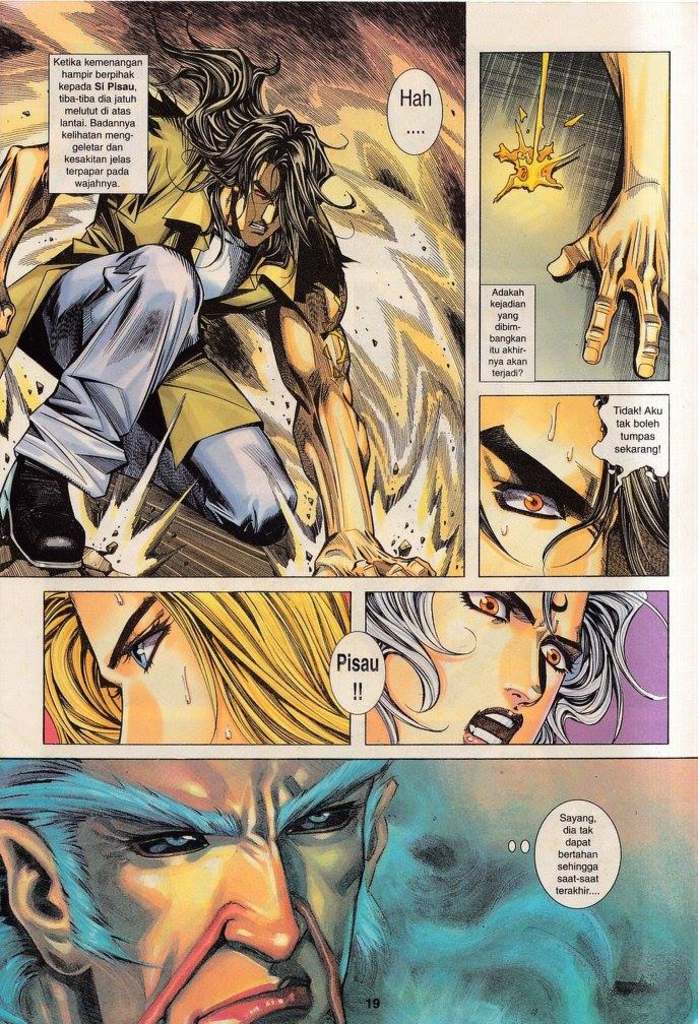 Ketika kemenangan
hampir berpihak
kepada Si Pisau,
tiba-tiba dia jatuh
melutut di atas
lantai. Badannya
kelihatan meng-
geletar dan
kesakitan jelas
terpapar pada
wajahnya.
Hah
....
Adakah
kejadian
yang
dibim-
bangkan
itu akhir-
nya akan
terjadi?
Tidak! Aku
tak boleh
tumpas
sekarang!
Pisau
!!
Sayang,
dia tak
dapat
bertahan
sehingga
saat-saat
terakhir....
19